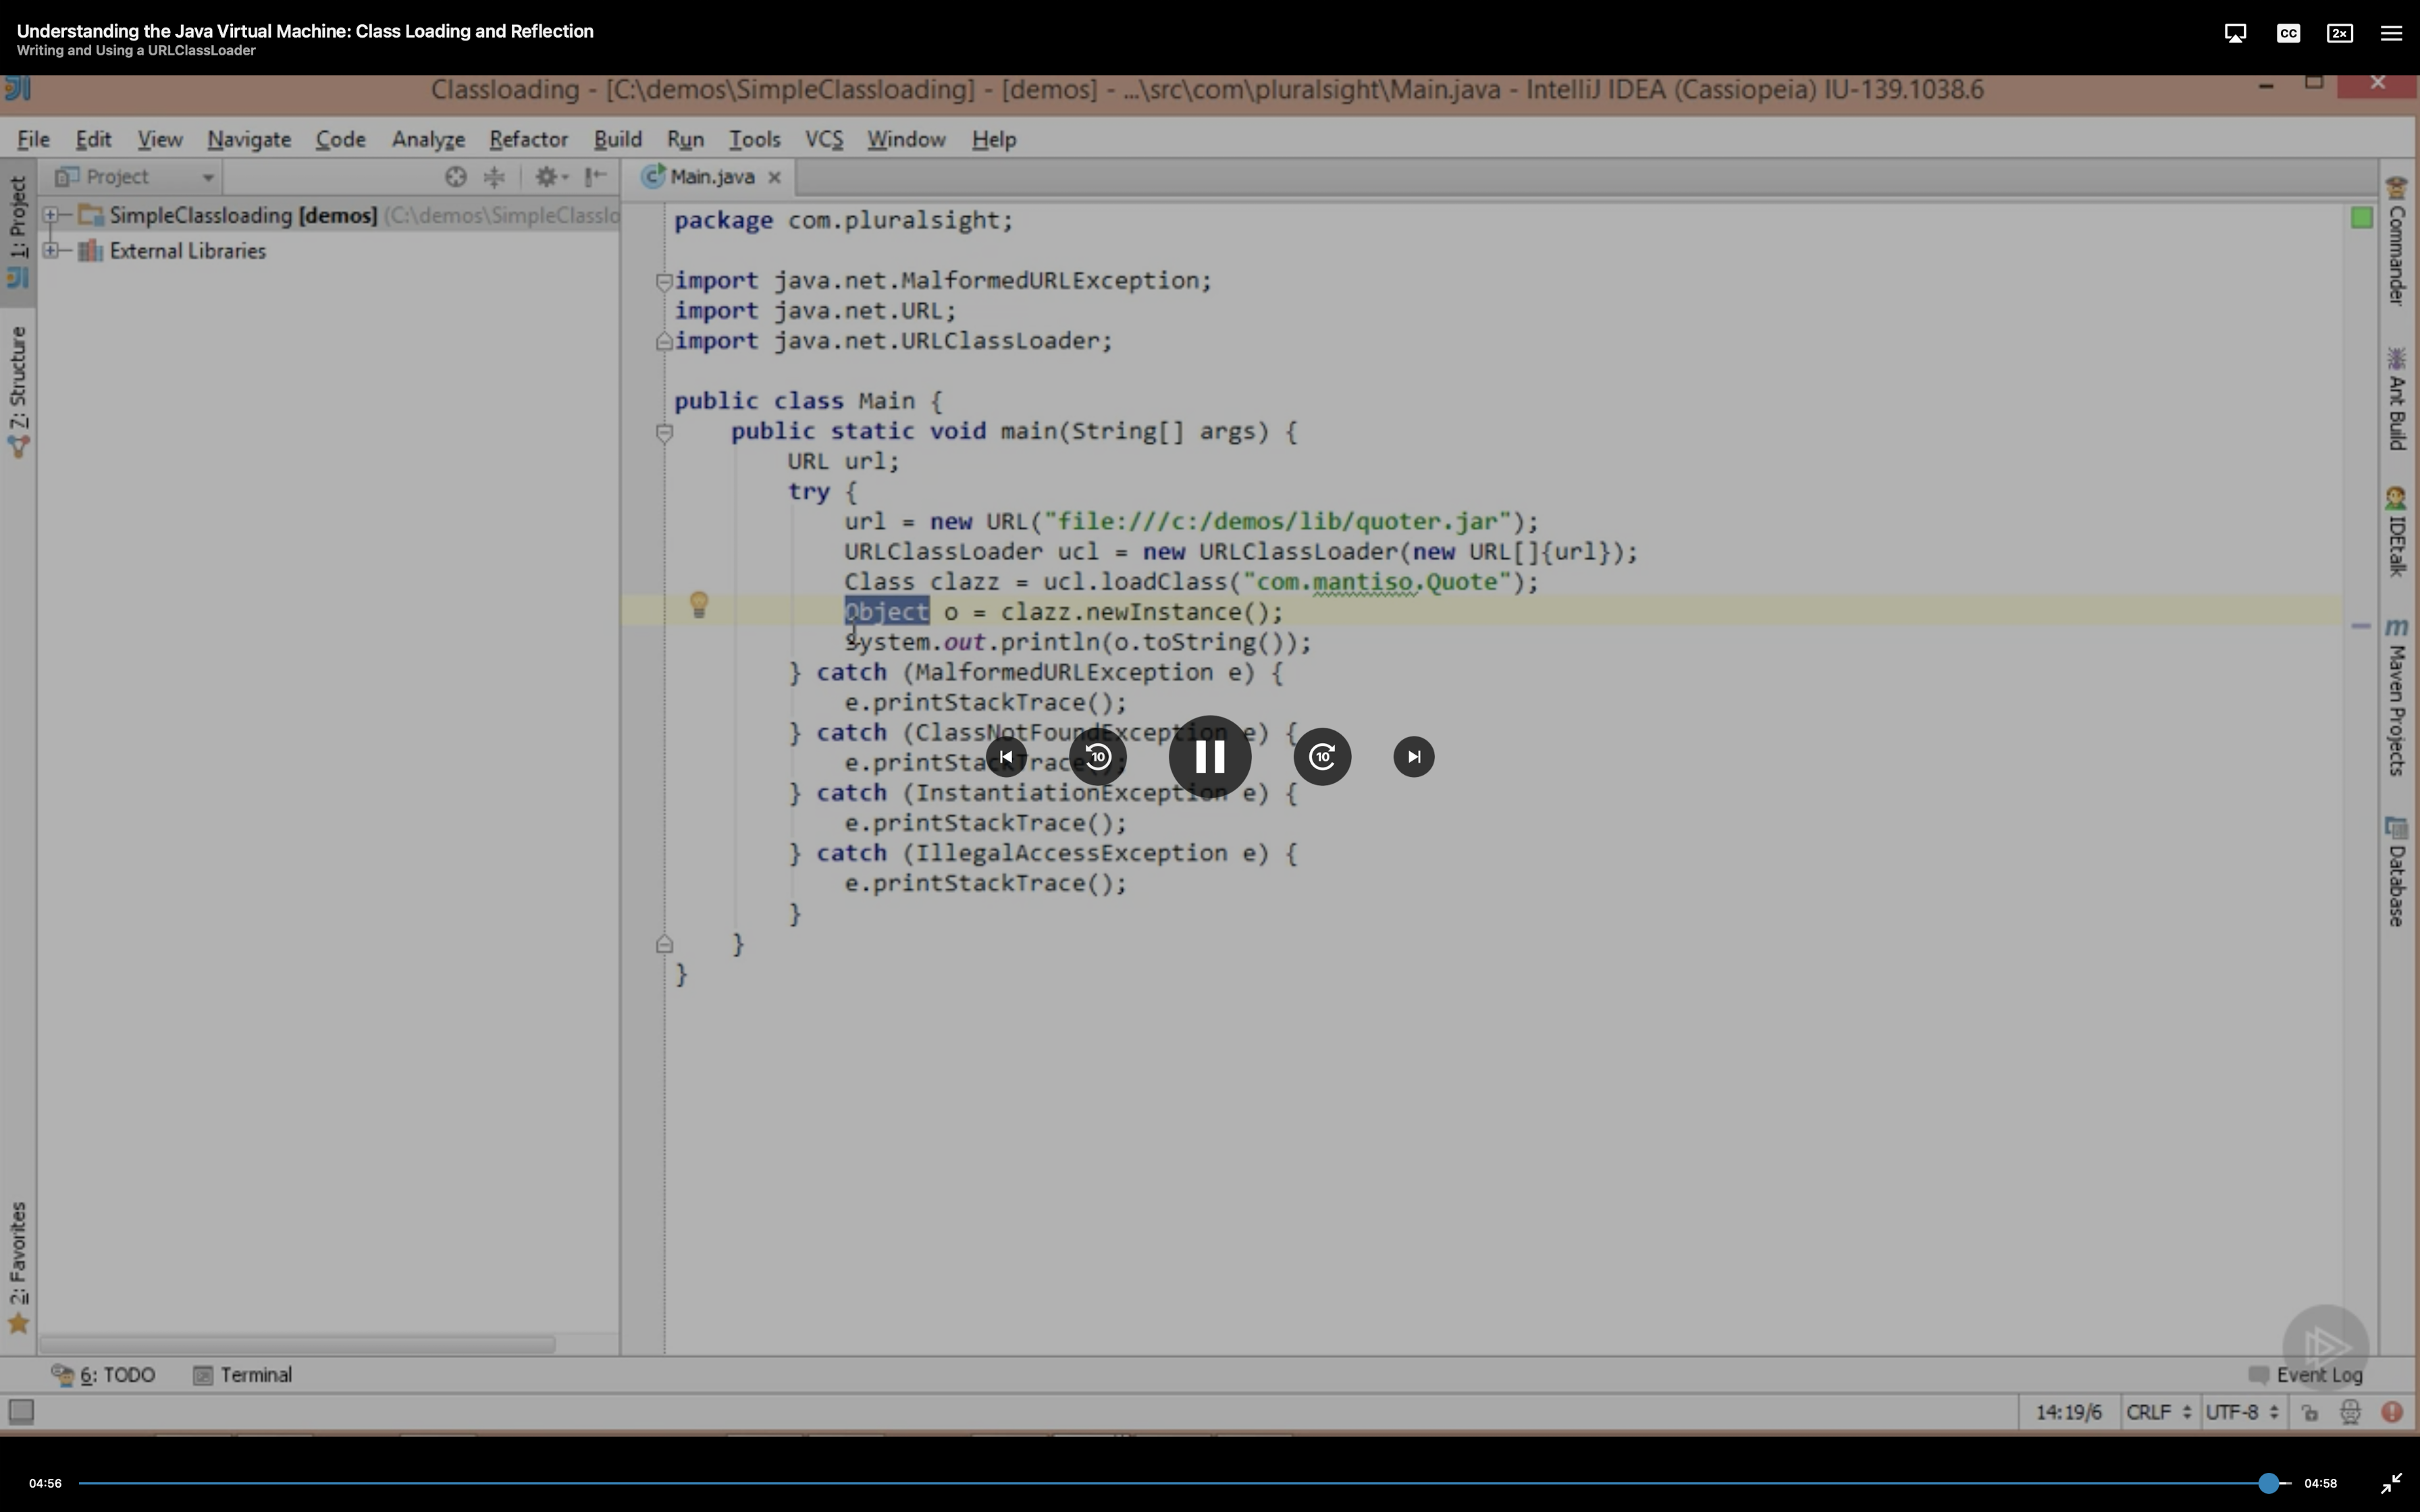 Understanding the Java Virtual Machine: Class Loading and Reflection
Writing and Using a URLClassLoader
CC
2×
Classloading - [C:\demos\SimpleClassloading] - [demos] - ...\src\com\pluralsight\Main.java - IntelliJ IDEA (Cassiopeia) IU-139.1038.6
File Edit View Navigate Code Analyze Refactor Build Run Tools VCS Window Help
Project
Main.java
1: Project
SimpleClassloading [demos] (C:\demos\SimpleClasslo
External Libraries
Z: Structure
2: Favorites
package com.pluralsight;
import java.net.MalformedURLException;
import java.net.URL;
import java.net.URLClassLoader;
public class Main {
public static void main(String[] args) {
URL url;
try {
url = new URL("file:///c:/demos/lib/quoter.jar");
URLClassLoader ucl = new URLClassLoader(new URL[]{url});
Class clazz = ucl.loadClass("com.mantiso.Quote");
Object o = clazz.newInstance();
System.out.println(o.toString());
} catch (MalformedURLException e) {
e.printStackTrace();
} catch (ClassNotFoundException e) {
e.printStackTrace();
} catch (InstantiationException e) {
e.printStackTrace();
} catch (IllegalAccessException e) {
e.printStackTrace();
}
}
}
10
10
Commander
Ant Build
IDEtalk
Maven Projects
Database
6: TODO Terminal
Event Log
14:19/6 CRLF UTF-8
04:56
04:58